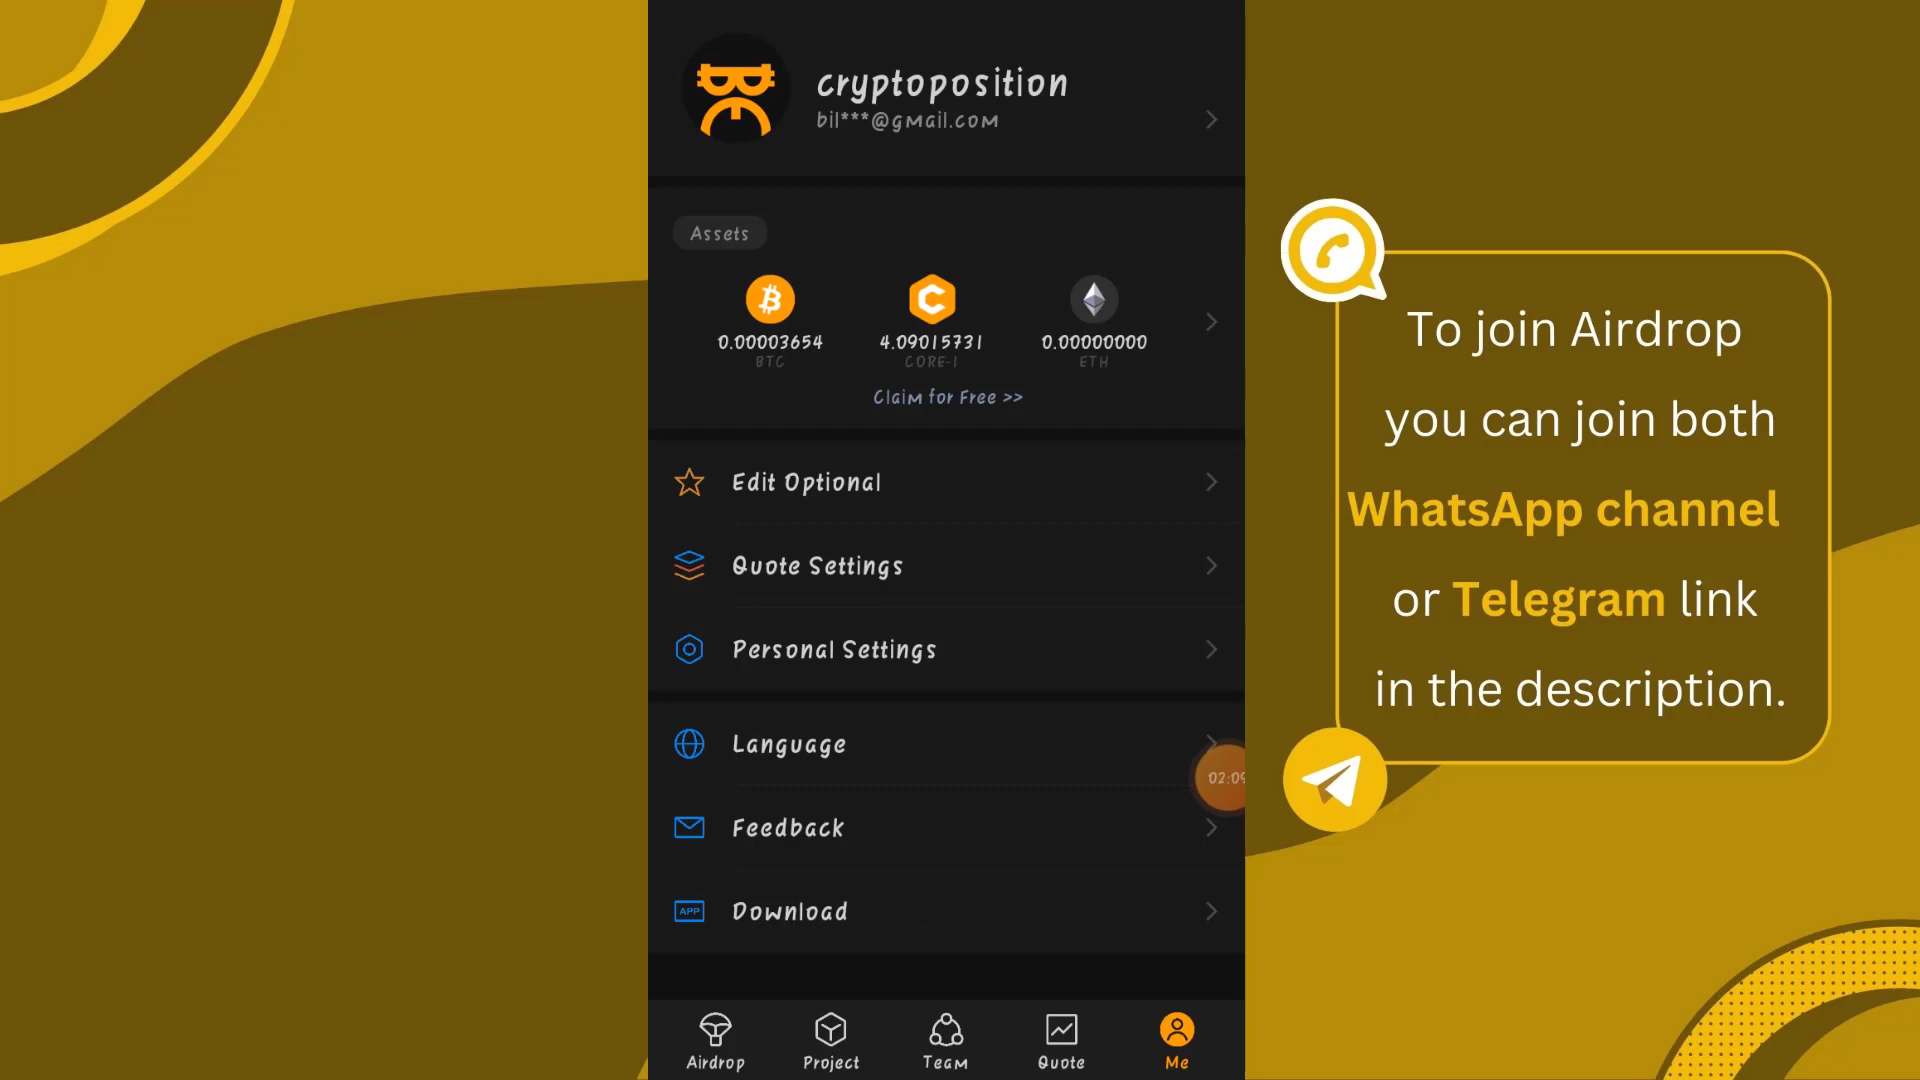 cryptoposition
bil***@gmail.com
Assets
0.00003654
BTC
4.09015731
CORE-1
0.00000000
ETH
Claim for Free >>
Edit Optional
Quote Settings
Personal Settings
Language
Feedback
APP
Download
Airdrop
Project
Team
Quote
Me
To join Airdrop
you can join both
WhatsApp channel
or Telegram link
in the description.